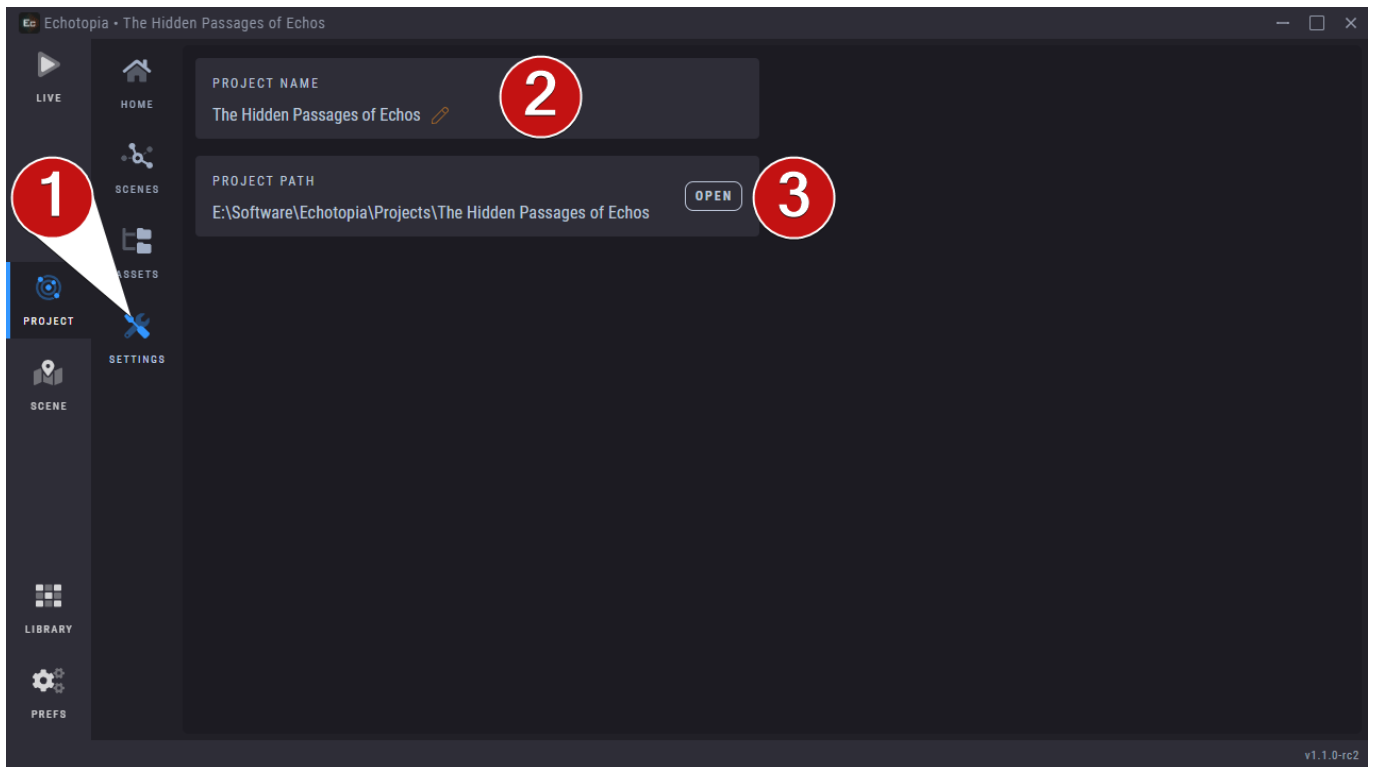 Ec Echotopia • The Hidden Passages of Echos
LIVE
PROJECT
SCENE
LIBRARY
PREFS
HOME
SCENES
ASSETS
SETTINGS
1
PROJECT NAME
The Hidden Passages of Echos
2
PROJECT PATH
E:\Software\Echotopia\Projects\The Hidden Passages of Echos
OPEN
3
v1.1.0-rc2